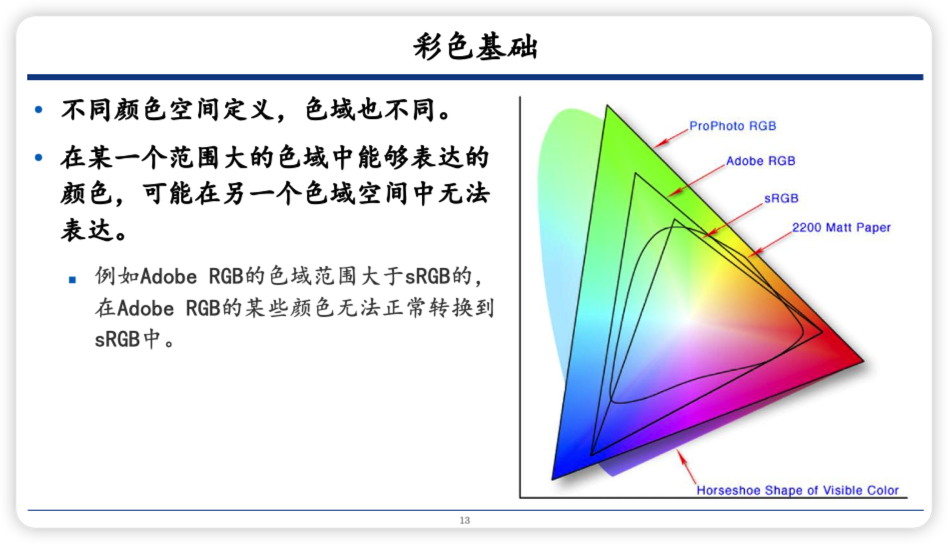 彩色基础
不同颜色空间定义，色域也不同。
在某一个范围大的色域中能够表达的
颜色，可能在另一个色域空间中无法
表达。
例如Adobe RGB的色域范围大于sRGB的，
在Adobe RGB的某些颜色无法正常转换到
sRGB中。
ProPhoto RGB
Adobe RGB
sRGB
2200 Matt Paper
Horseshoe Shape of Visible Color
13